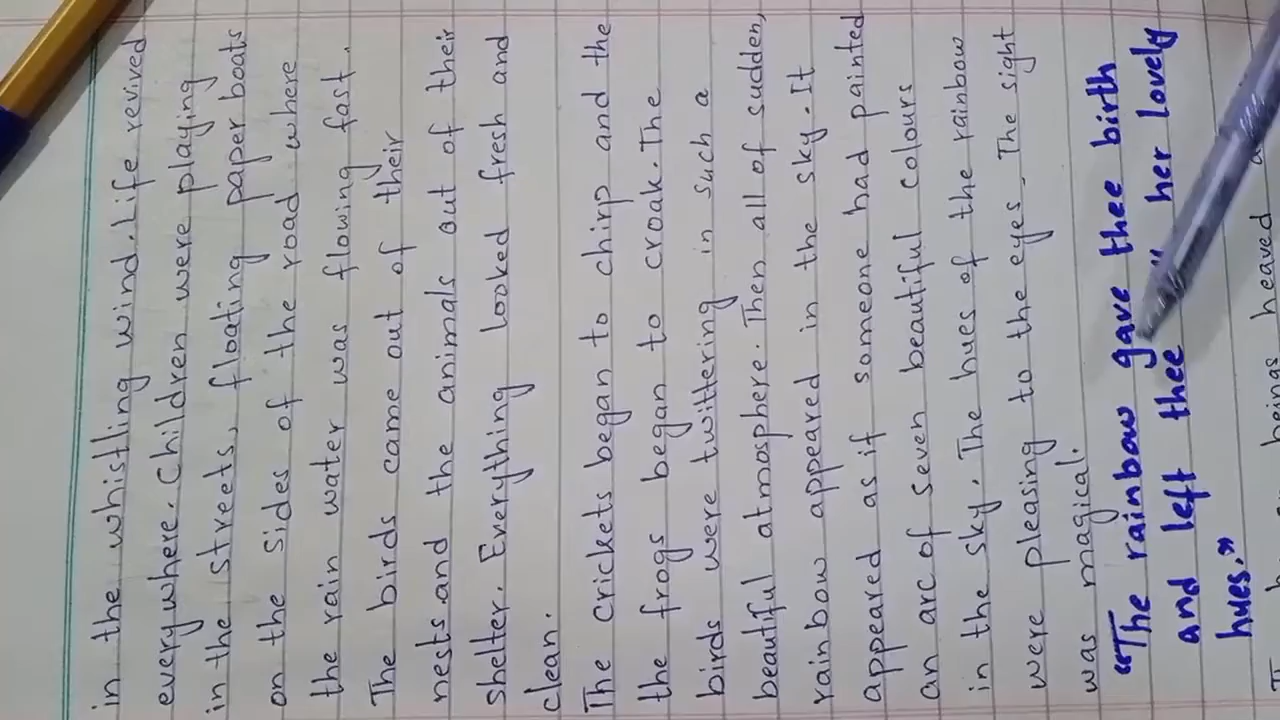 in the whistling wind. Life revived
everywhere. Children were playing
in the streets, floating paper boats
on the sides of the road where
the rain water was flowing fast.
The birds came out of their
nests and the animals out of their
shelter. Everything looked fresh and
clean.
The crickets began to chirp and the
the frogs began to croak. The
birds were twittering in such a
beautiful atmosphere. Then all of sudden,
rainbow appeared in the sky. It
appeared as if someone had painted
an arc of seven beautiful colours
in the sky. The hues of the rainbow
were pleasing to the eyes. The sight
was magical.
“The rainbow gave thee birth
and left thee her lovely
hues.”
beings heaved